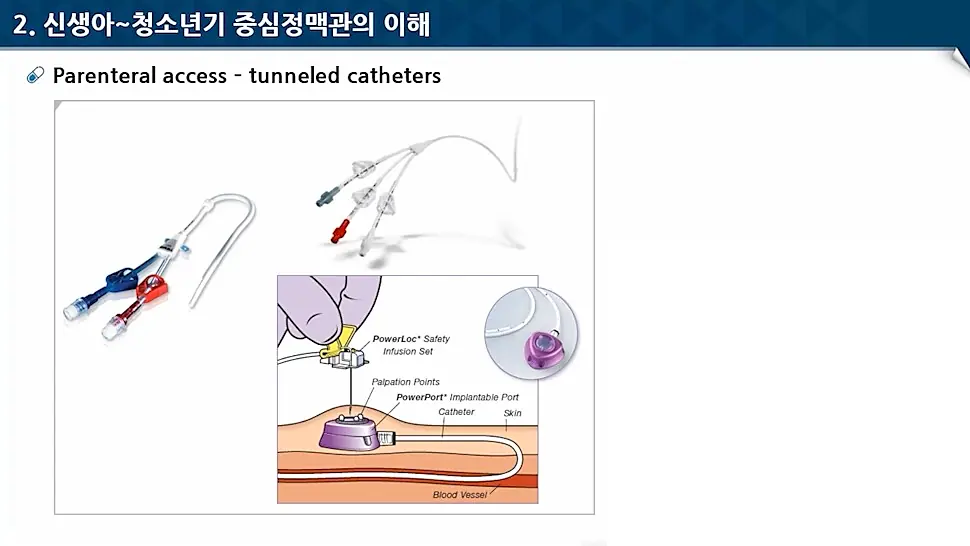 2. 신생아~청소년기 중심정맥관의 이해
Parenteral access - tunneled catheters
PowerLoc* Safety
Infusion Set
Palpation Points
PowerPort* Implantable Port
Catheter
Skin
Blood Vessel